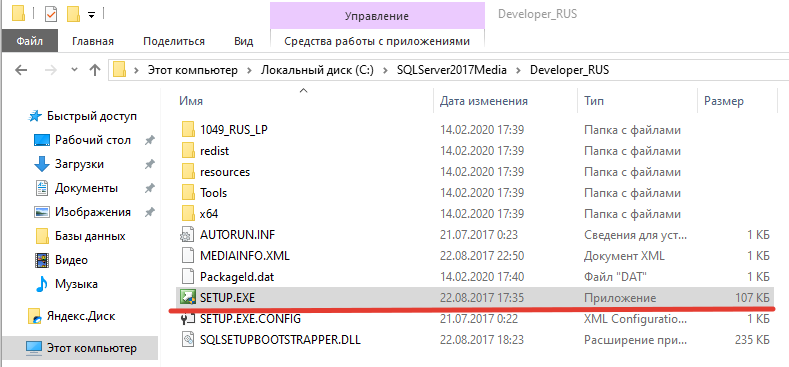 Управление
Developer_RUS
Файл Главная Поделиться Вид Средства работы с приложениями
Этот компьютер Локальный диск (C:) SQLServer2017Media Developer_RUS
Имя Дата изменения Тип Размер
Быстрый доступ
Рабочий стол
Загрузки
Документы
Изображения
Базы данных
Видео
Музыка
Яндекс.Диск
Этот компьютер
1049_RUS_LP 14.02.2020 17:39 Папка с файлами
redist 14.02.2020 17:39 Папка с файлами
resources 14.02.2020 17:39 Папка с файлами
Tools 14.02.2020 17:39 Папка с файлами
x64 14.02.2020 17:39 Папка с файлами
AUTORUN.INF 21.07.2017 0:23 Сведения для уст... 1 КБ
MEDIAINFO.XML 22.08.2017 22:50 Документ XML 1 КБ
PackageId.dat 14.02.2020 17:40 Файл "DAT" 1 КБ
SETUP.EXE 22.08.2017 17:35 Приложение 107 КБ
SETUP.EXE.CONFIG 21.07.2017 0:22 XML Configuratio... 1 КБ
SQLSETUPBOOTSTRAPPER.DLL 22.08.2017 18:23 Расширение при... 235 КБ